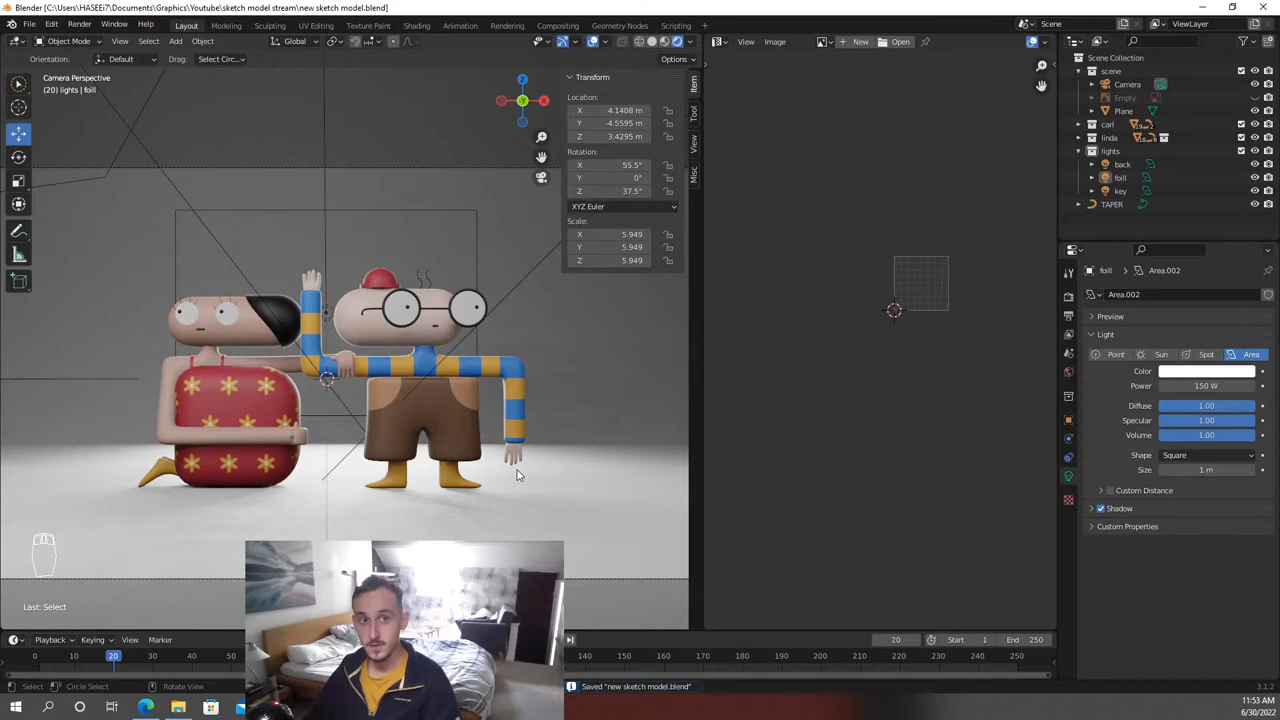 Blender [C:\Users\HASEEi7\Documents\Graphics\Youtube\sketch model stream\new sketch model.blend]
File Edit Render Window Help Layout Modeling Sculpting UV Editing Texture Paint Shading Animation Rendering Compositing Geometry Nodes Scripting + Scene ViewLayer
Object Mode View Select Add Object Global View Image New Open
Orientation: Default Drag: Select Circ... Options
Camera Perspective
(20) lights | foill
Z
Y
X
Transform
Location:
X 4.1408 m
Y -4.5595 m
Z 3.4295 m
Rotation:
X 55.5°
Y 0°
Z 37.5°
XYZ Euler
Scale:
X 5.949
Y 5.949
Z 5.949
Item
Tool
View
Misc
Scene Collection
scene
Camera
Empty
Plane
carl
linda
lights
back
foill
key
TAPER
foill Area.002
Area.002
Preview
Light
Point Sun Spot Area
Color
Power 150 W
Diffuse 1.00
Specular 1.00
Volume 1.00
Shape Square
Size 1 m
Custom Distance
Shadow
Custom Properties
Last: Select
Playback Keying View Marker 20 Start 1 End 250
0 10 20 30 40 50 140 150 160 170 180 190 200 210 220 230 240 250
Select Circle Select Rotate View Saved "new sketch model.blend" 3.1.2
11:53 AM
6/30/2022